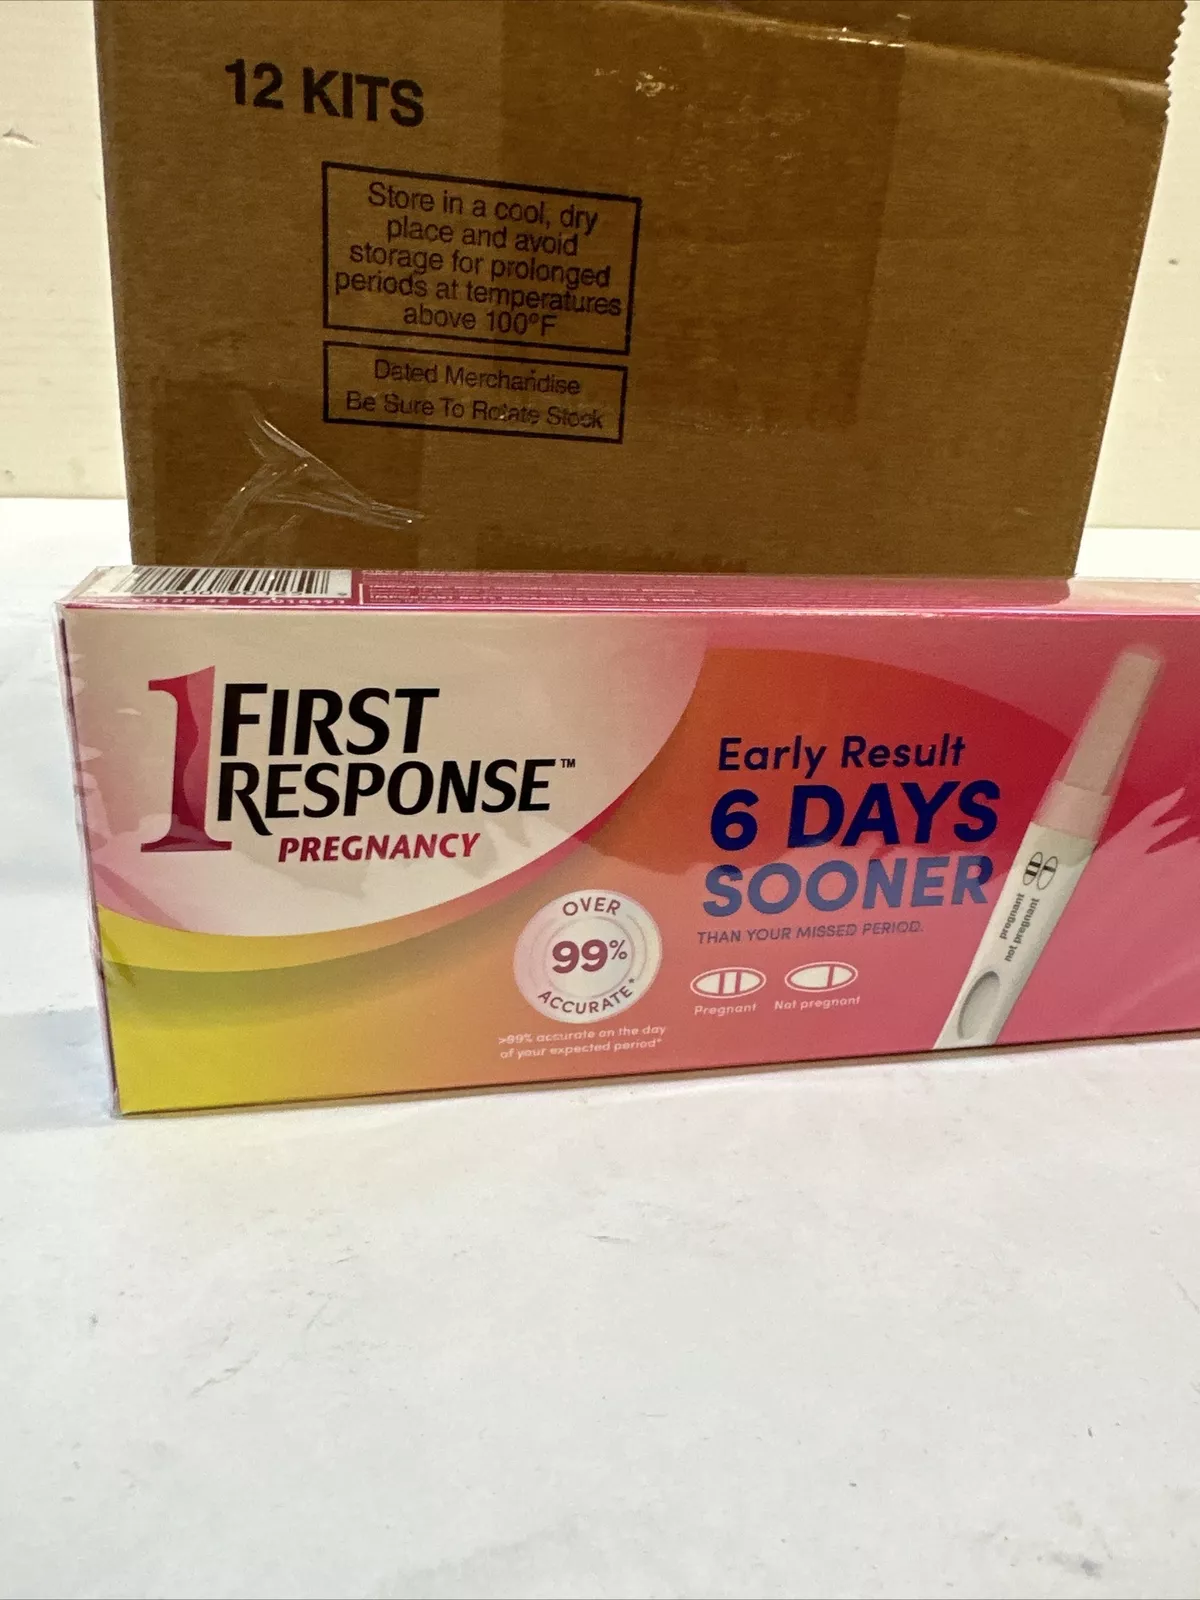 12 KITS
Store in a cool, dry
place and avoid
storage for prolonged
periods at temperatures
above 100°F
Dated Merchandise
Be Sure To Rotate Stock
1
FIRST
RESPONSE™
PREGNANCY
OVER
99%
ACCURATE*
>99% accurate on the day
of your expected period*
Early Result
6 DAYS
SOONER
THAN YOUR MISSED PERIOD.
Pregnant
Not pregnant
pregnant
not pregnant